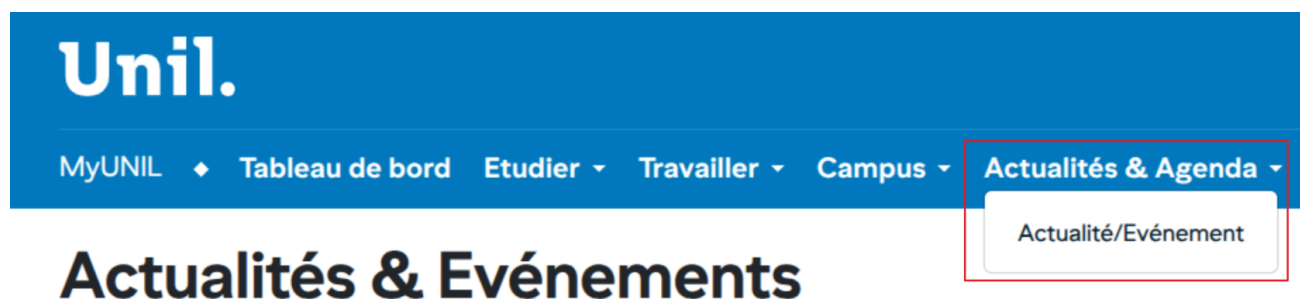 Unil.
MyUNIL ◆ Tableau de bord Etudier Travailler Campus Actualités & Agenda
Actualité/Evénement
Actualités & Evénements